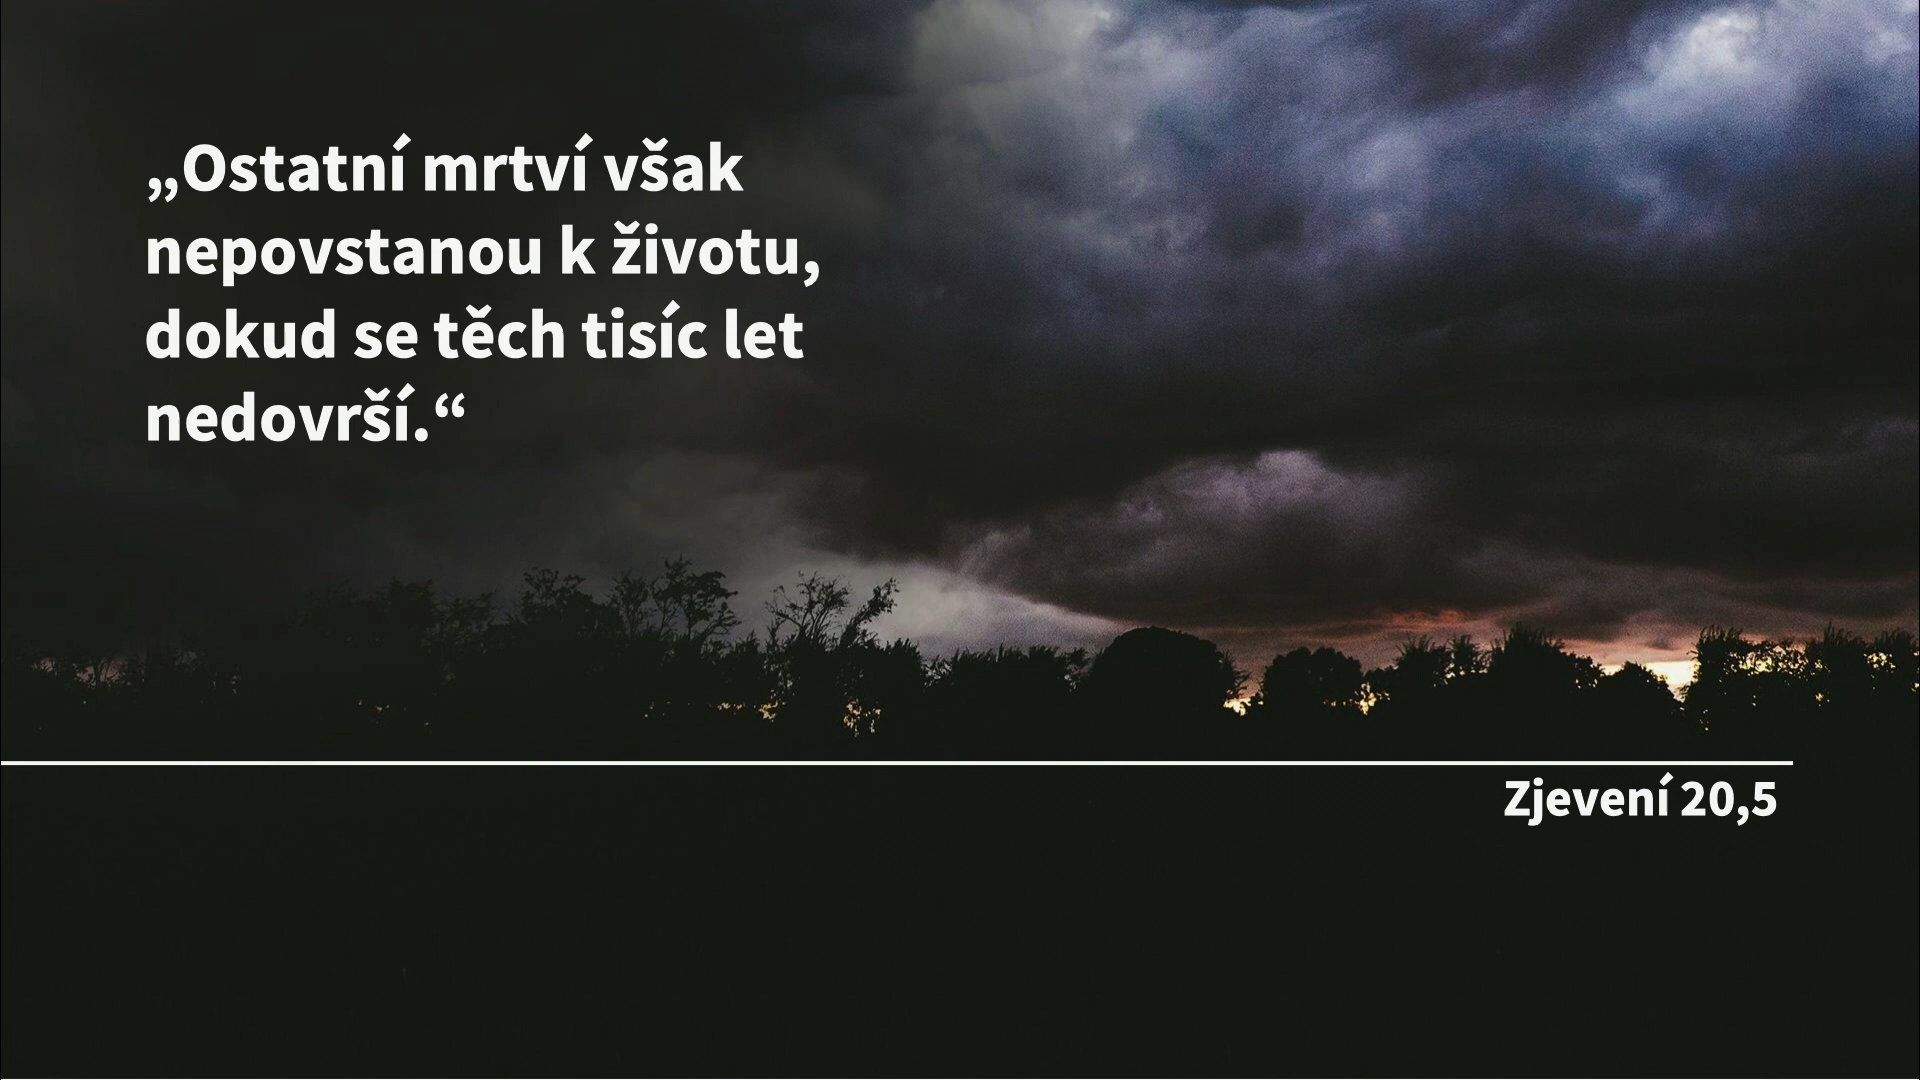 „Ostatní mrtví však
nepovstanou k životu,
dokud se těch tisíc let
nedovrší.“
Zjevení 20,5